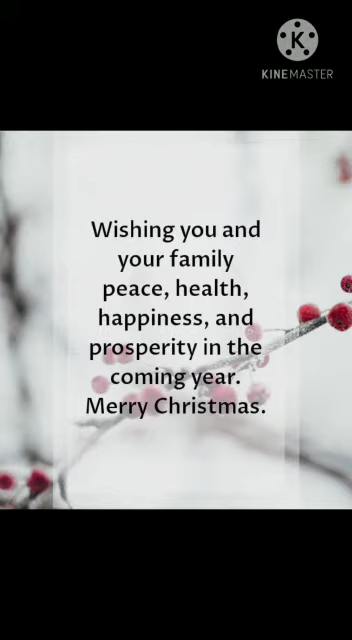 KINEMASTER
Wishing you and
your family
peace, health,
happiness, and
prosperity in the
coming year.
Merry Christmas.